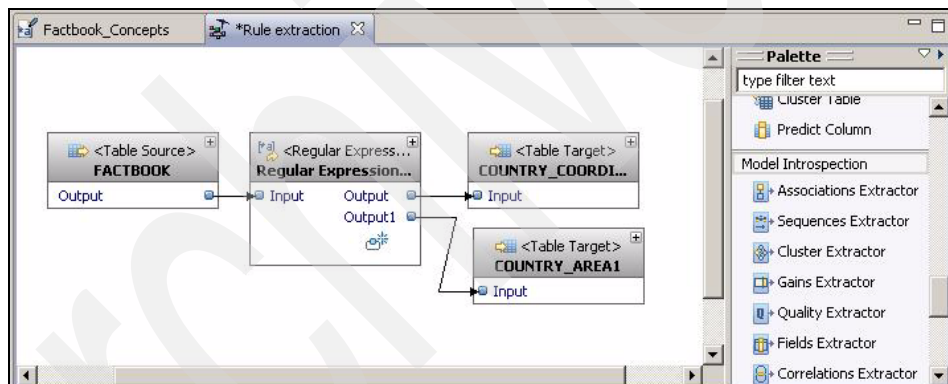 Factbook_Concepts
*Rule extraction
Palette
type filter text
Cluster Table
Predict Column
Model Introspection
Associations Extractor
Sequences Extractor
Cluster Extractor
Gains Extractor
Quality Extractor
Fields Extractor
Correlations Extractor
<Table Source>
FACTBOOK
Output
<Regular Express...
Regular Expression...
Input Output
Output1
<Table Target>
COUNTRY_COORDI...
Input
<Table Target>
COUNTRY_AREA1
Input